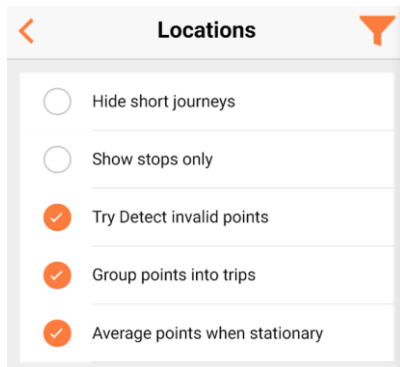 Locations
Hide short journeys
Show stops only
Try Detect invalid points
Group points into trips
Average points when stationary